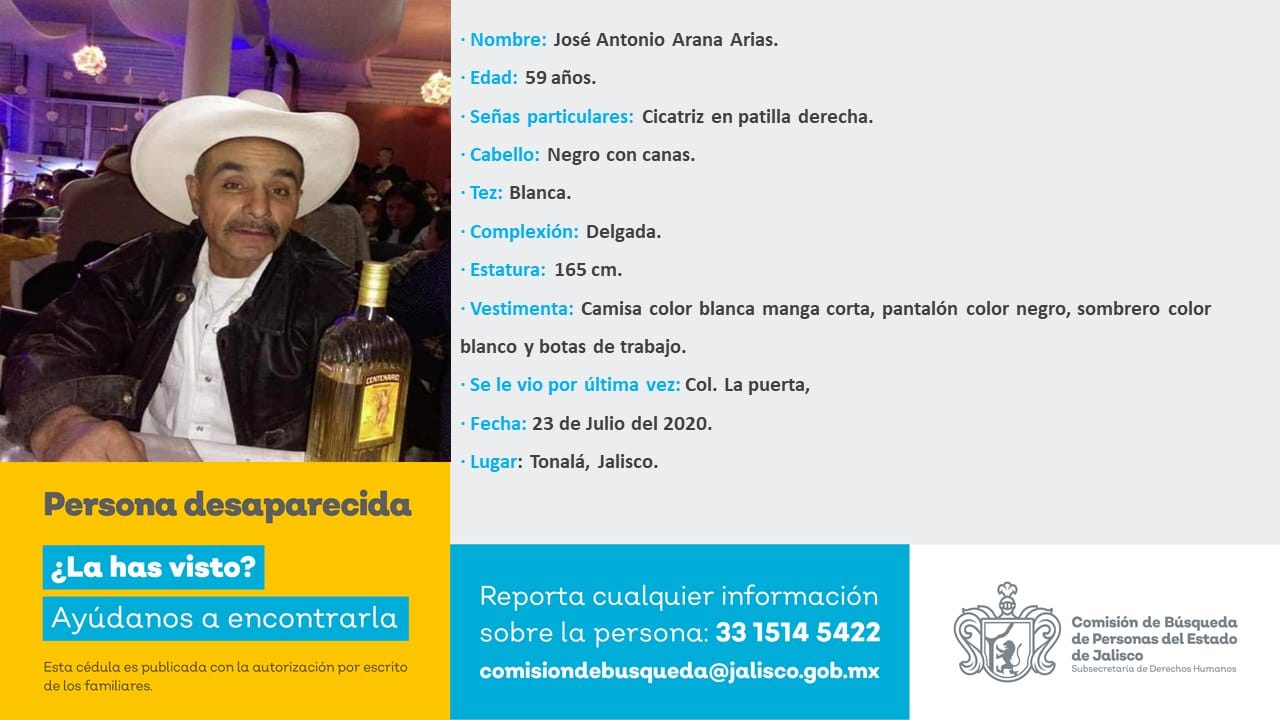 · Nombre: José Antonio Arana Arias.
· Edad: 59 años.
· Señas particulares: Cicatriz en patilla derecha.
· Cabello: Negro con canas.
· Tez: Blanca.
· Complexión: Delgada.
· Estatura: 165 cm.
· Vestimenta: Camisa color blanca manga corta, pantalón color negro, sombrero color
blanco y botas de trabajo.
· Se le vio por última vez: Col. La puerta,
· Fecha: 23 de Julio del 2020.
· Lugar: Tonalá, Jalisco.
CENTENARIO
Persona desaparecida
¿La has visto?
Ayúdanos a encontrarla
Esta cédula es publicada con la autorización por escrito
de los familiares.
Reporta cualquier información
sobre la persona: 33 1514 5422
comisiondebusqueda@jalisco.gob.mx
Comisión de Búsqueda
de Personas del Estado
de Jalisco
Subsecretaría de Derechos Humanos